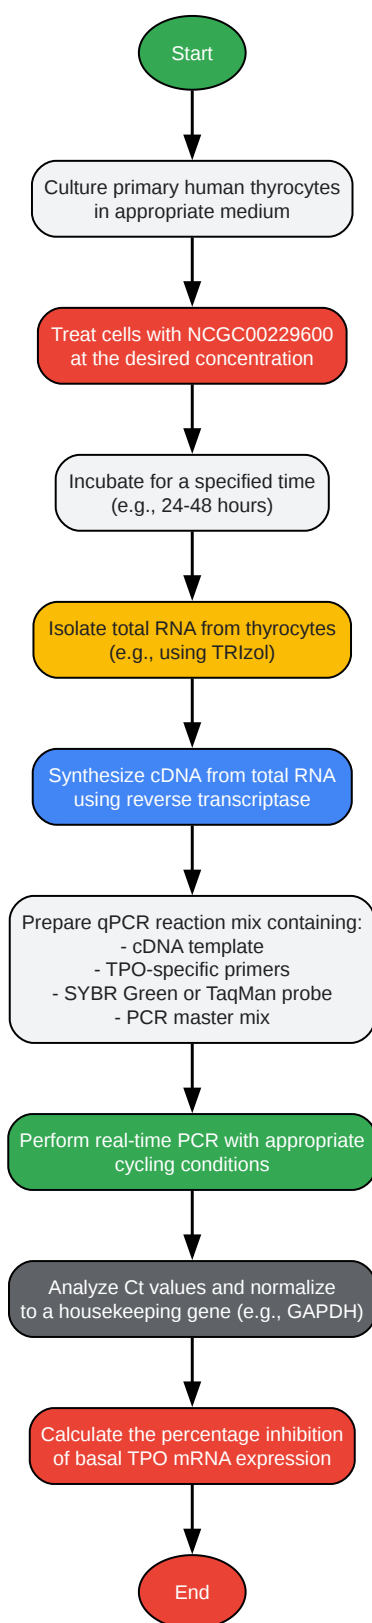 Start
Culture primary human thyrocytes
in appropriate medium
Treat cells with NCGC00229600
at the desired concentration
Incubate for a specified time
(e.g., 24-48 hours)
Isolate total RNA from thyrocytes
(e.g., using TRIzol)
Synthesize cDNA from total RNA
using reverse transcriptase
Prepare qPCR reaction mix containing:
- cDNA template
- TPO-specific primers
- SYBR Green or TaqMan probe
- PCR master mix
Perform real-time PCR with appropriate
cycling conditions
Analyze Ct values and normalize
to a housekeeping gene (e.g., GAPDH)
Calculate the percentage inhibition
of basal TPO mRNA expression
End